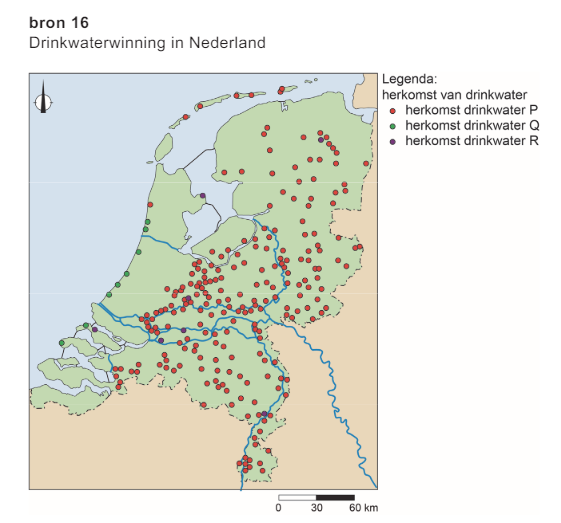 bron 16
Drinkwaterwinning in Nederland
Legenda:
herkomst van drinkwater
herkomst drinkwater P
herkomst drinkwater Q
herkomst drinkwater R
0 30 60 km